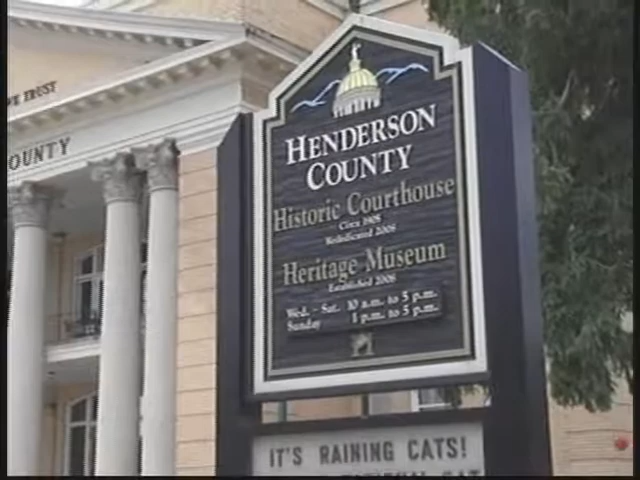 TRUST
OUNTY
HENDERSON
COUNTY
Historic Courthouse
Circa 1905
Rededicated 2008
Heritage Museum
Established 2008
Wed. - Sat. 10 a.m. to 5 p.m.
Sunday 1 p.m. to 5 p.m.
IT'S RAINING CATS!